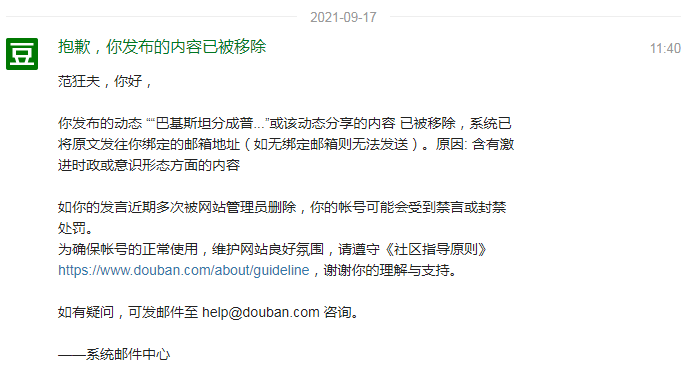 2021-09-17
豆
抱歉，你发布的内容已被移除
11:40
范狂夫，你好，
你发布的动态 ““巴基斯坦分成普...”或该动态分享的内容 已被移除，系统已
将原文发往你绑定的邮箱地址（如无绑定邮箱则无法发送）。原因: 含有激
进时政或意识形态方面的内容
如你的发言近期多次被网站管理员删除，你的帐号可能会受到禁言或封禁
处罚。
为确保帐号的正常使用，维护网站良好氛围，请遵守《社区指导原则》
https://www.douban.com/about/guideline，谢谢你的理解与支持。
如有疑问，可发邮件至 help@douban.com 咨询。
——系统邮件中心